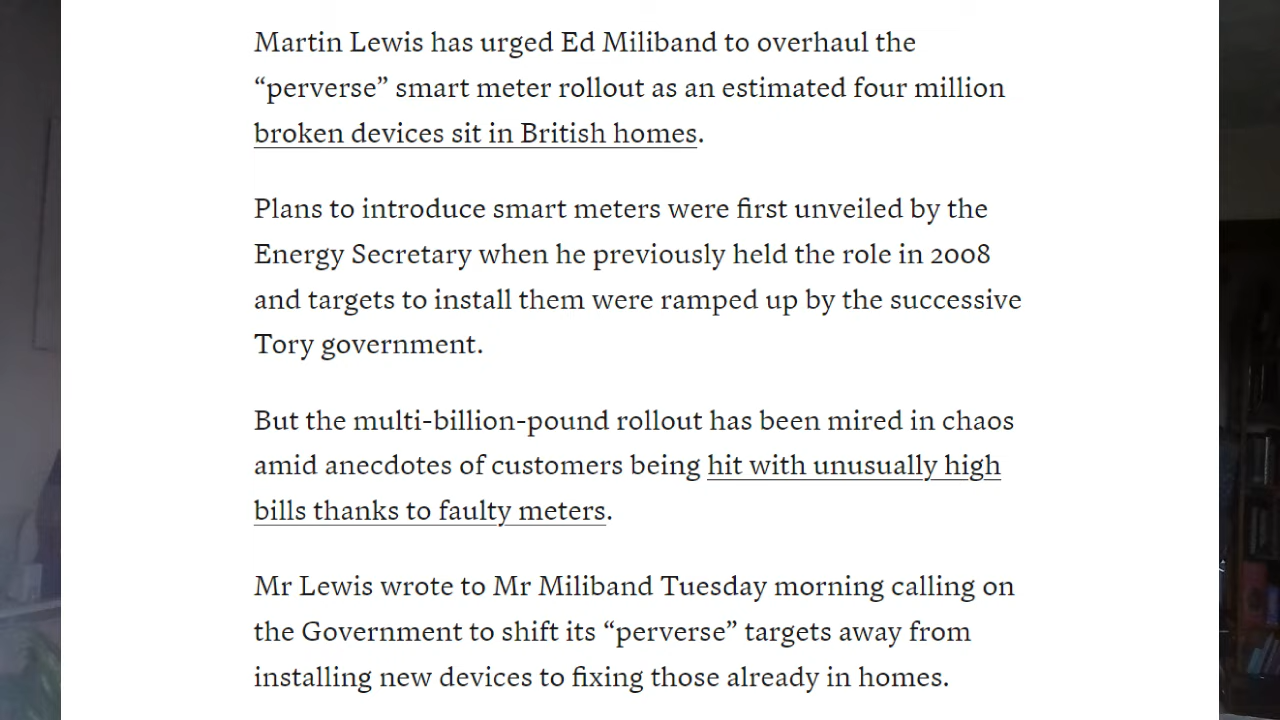 Martin Lewis has urged Ed Miliband to overhaul the
“perverse” smart meter rollout as an estimated four million
broken devices sit in British homes.
Plans to introduce smart meters were first unveiled by the
Energy Secretary when he previously held the role in 2008
and targets to install them were ramped up by the successive
Tory government.
But the multi-billion-pound rollout has been mired in chaos
amid anecdotes of customers being hit with unusually high
bills thanks to faulty meters.
Mr Lewis wrote to Mr Miliband Tuesday morning calling on
the Government to shift its “perverse” targets away from
installing new devices to fixing those already in homes.